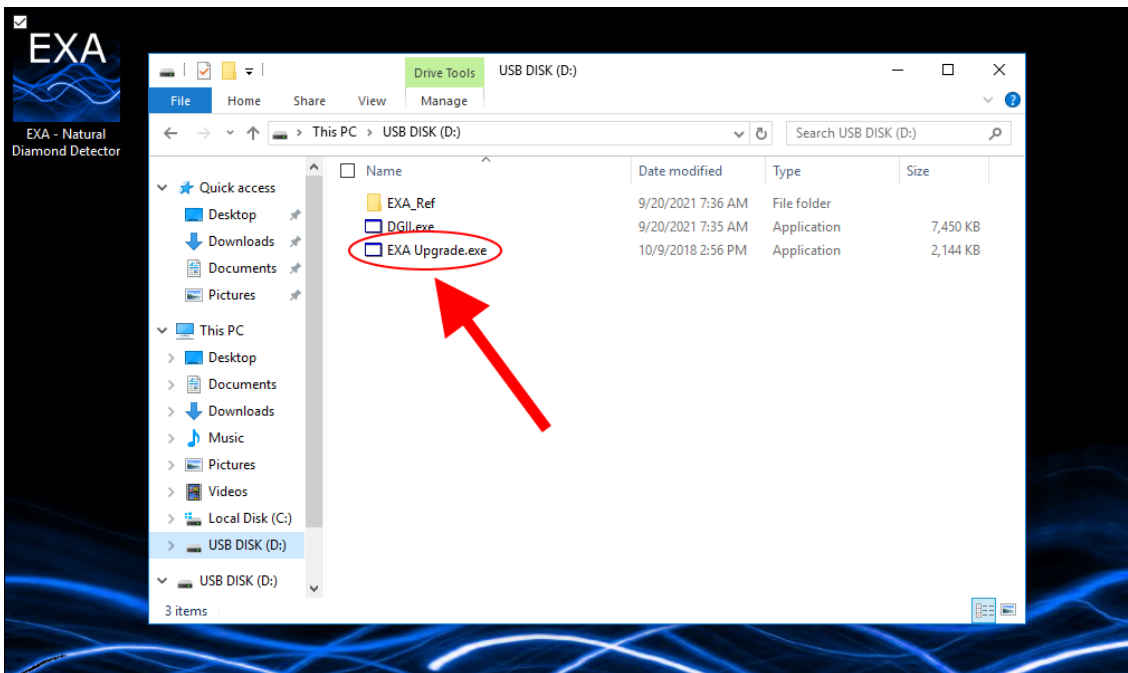 EXA
EXA - Natural
Diamond Detector
Drive Tools
USB DISK (D:)
File Home Share View Manage
This PC > USB DISK (D:)
Search USB DISK (D:)
Name Date modified Type Size
EXA_Ref 9/20/2021 7:36 AM File folder
DGII.exe 9/20/2021 7:35 AM Application 7,450 KB
EXA Upgrade.exe 10/9/2018 2:56 PM Application 2,144 KB
Quick access
Desktop
Downloads
Documents
Pictures
This PC
Desktop
Documents
Downloads
Music
Pictures
Videos
Local Disk (C:)
USB DISK (D:)
USB DISK (D:)
3 items